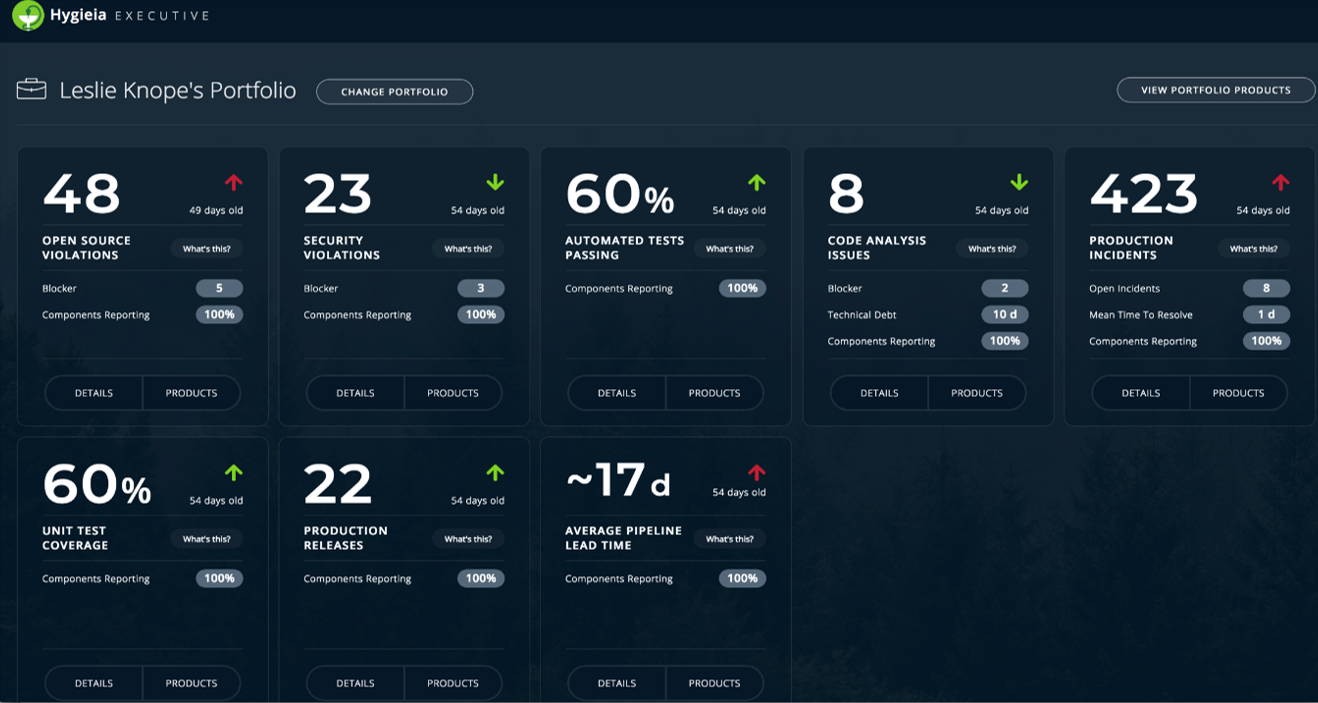 Hygieia EXECUTIVE
Leslie Knope's Portfolio
CHANGE PORTFOLIO
VIEW PORTFOLIO PRODUCTS
48
49 days old
OPEN SOURCE
VIOLATIONS
What's this?
Blocker 5
Components Reporting 100%
DETAILS PRODUCTS
23
54 days old
SECURITY
VIOLATIONS
What's this?
Blocker 3
Components Reporting 100%
DETAILS PRODUCTS
60%
54 days old
AUTOMATED TESTS
PASSING
What's this?
Components Reporting 100%
DETAILS PRODUCTS
8
54 days old
CODE ANALYSIS
ISSUES
What's this?
Blocker 2
Technical Debt 10 d
Components Reporting 100%
DETAILS PRODUCTS
423
54 days old
PRODUCTION
INCIDENTS
What's this?
Open Incidents 8
Mean Time To Resolve 1 d
Components Reporting 100%
DETAILS PRODUCTS
60%
54 days old
UNIT TEST
COVERAGE
What's this?
Components Reporting 100%
DETAILS PRODUCTS
22
54 days old
PRODUCTION
RELEASES
What's this?
Components Reporting 100%
DETAILS PRODUCTS
~17 d
54 days old
AVERAGE PIPELINE
LEAD TIME
What's this?
Components Reporting 100%
DETAILS PRODUCTS